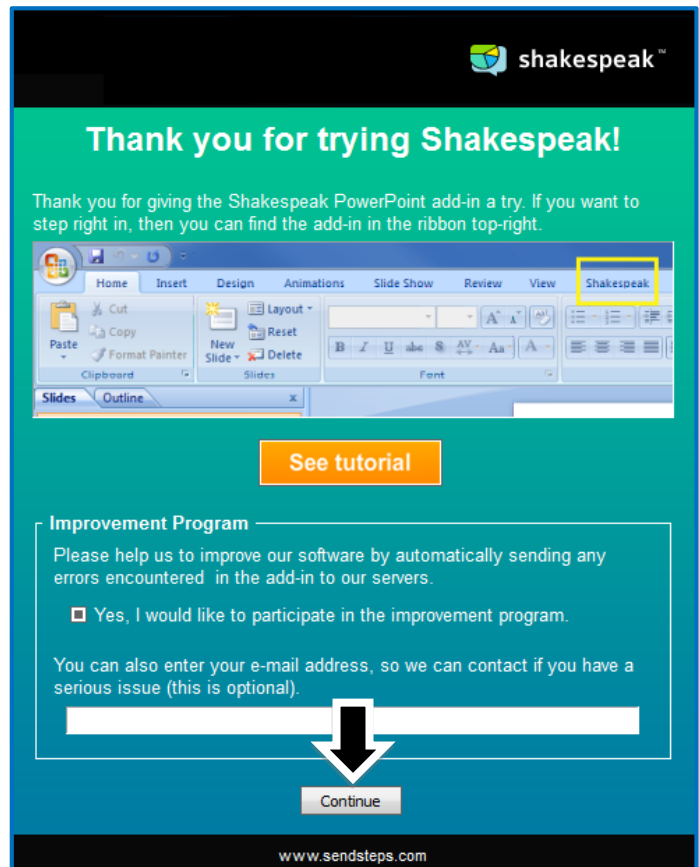 shakespeak™
Thank you for trying Shakespeak!
Thank you for giving the Shakespeak PowerPoint add-in a try. If you want to
step right in, then you can find the add-in in the ribbon top-right.
Home Insert Design Animations Slide Show Review View Shakespeak
Cut
Copy
Format Painter
Paste
Clipboard
New
Slide
Layout
Reset
Delete
Slides
B I U abc S AV Aa A
Font
Slides Outline x
See tutorial
Improvement Program
Please help us to improve our software by automatically sending any
errors encountered in the add-in to our servers.
Yes, I would like to participate in the improvement program.
You can also enter your e-mail address, so we can contact if you have a
serious issue (this is optional).
Continue
www.sendsteps.com